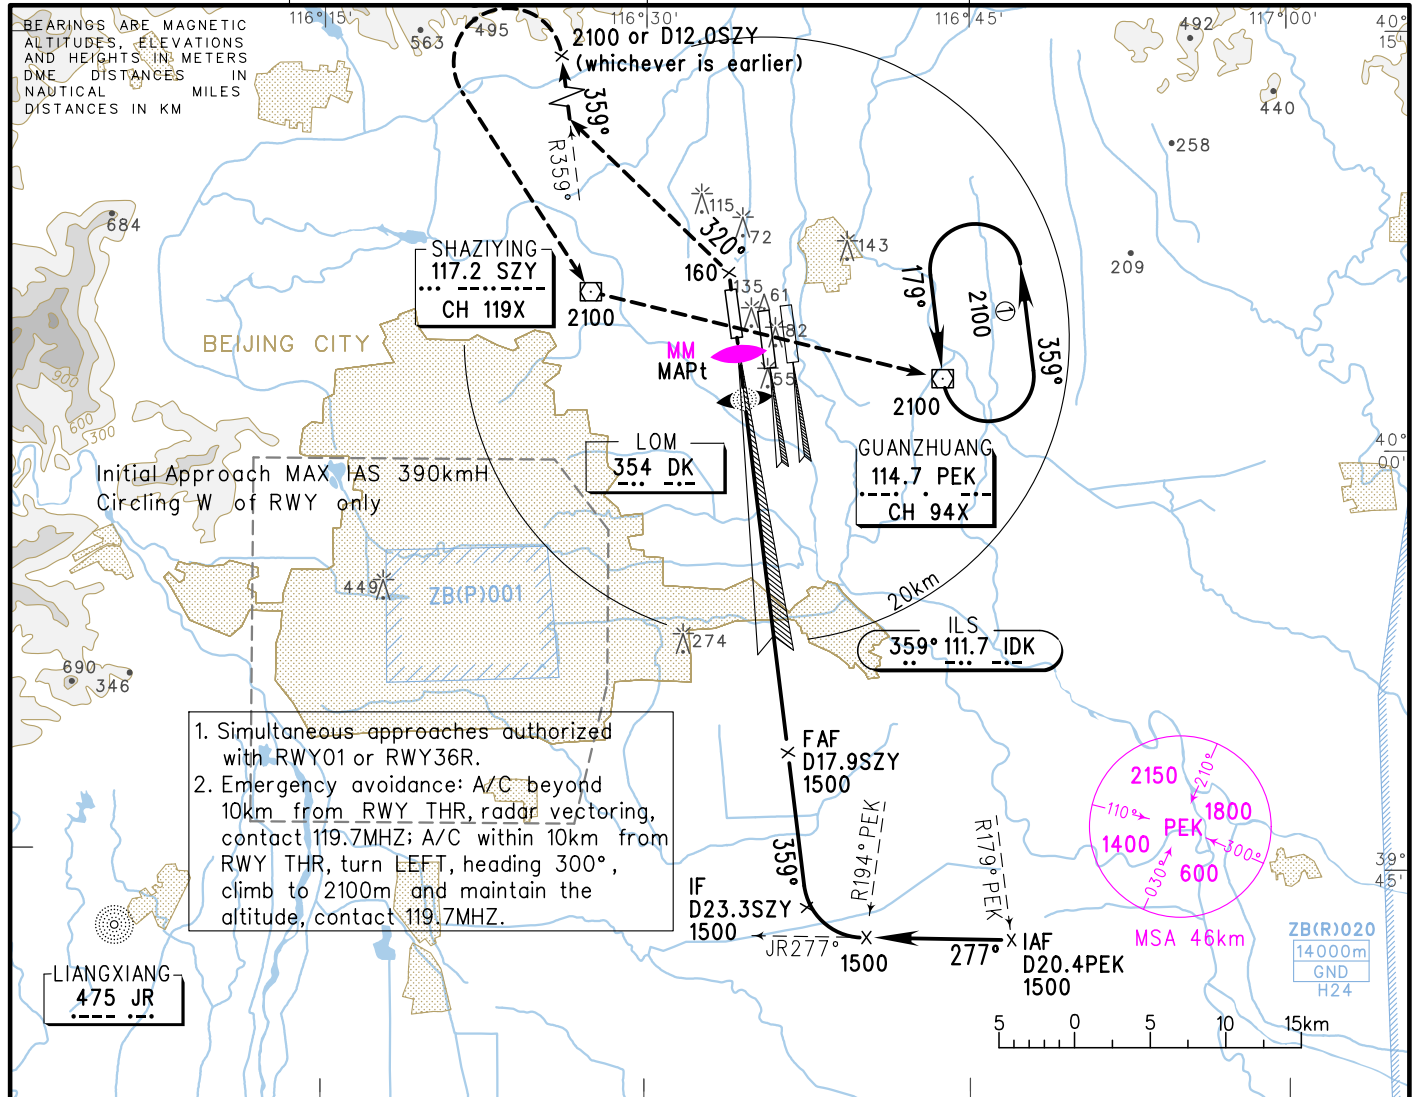 BEARINGS ARE MAGNETIC
ALTITUDES, ELEVATIONS
AND HEIGHTS IN METERS
DME DISTANCES IN
NAUTICAL MILES
DISTANCES IN KM
116°15'
116°30'
116°45'
117°00'
40°
15'
563
495
492
440
258
209
684
2100 or D12.0SZY
(whichever is earlier)
359°
R359°
320°
115
72
143
160
135
61
82
55
SHAZIYING
117.2 SZY
CH 119X
2100
BEIJING CITY
MM
MAPt
179°
2100
1
359°
2100
GUANZHUANG
114.7 PEK
CH 94X
LOM
354 DK
40°
00'
900
600
300
Initial Approach MAX IAS 390kmH
Circling W of RWY only
449
ZB(P)001
274
20km
ILS
359° 111.7 IDK
690
346
1. Simultaneous approaches authorized
with RWY01 or RWY36R.
2. Emergency avoidance: A/C beyond
10km from RWY THR, radar vectoring,
contact 119.7MHZ; A/C within 10km from
RWY THR, turn LEFT, heading 300°,
climb to 2100m and maintain the
altitude, contact 119.7MHZ.
FAF
D17.9SZY
1500
359°
R194°PEK
R179°PEK
IF
D23.3SZY
1500
JR277°
1500
277°
IAF
D20.4PEK
1500
2150
210°
110°
1800
PEK
1400
300°
030°
600
MSA 46km
39°
45'
ZB(R)020
14000m
GND
H24
LIANGXIANG
475 JR
5 0 5 10 15km